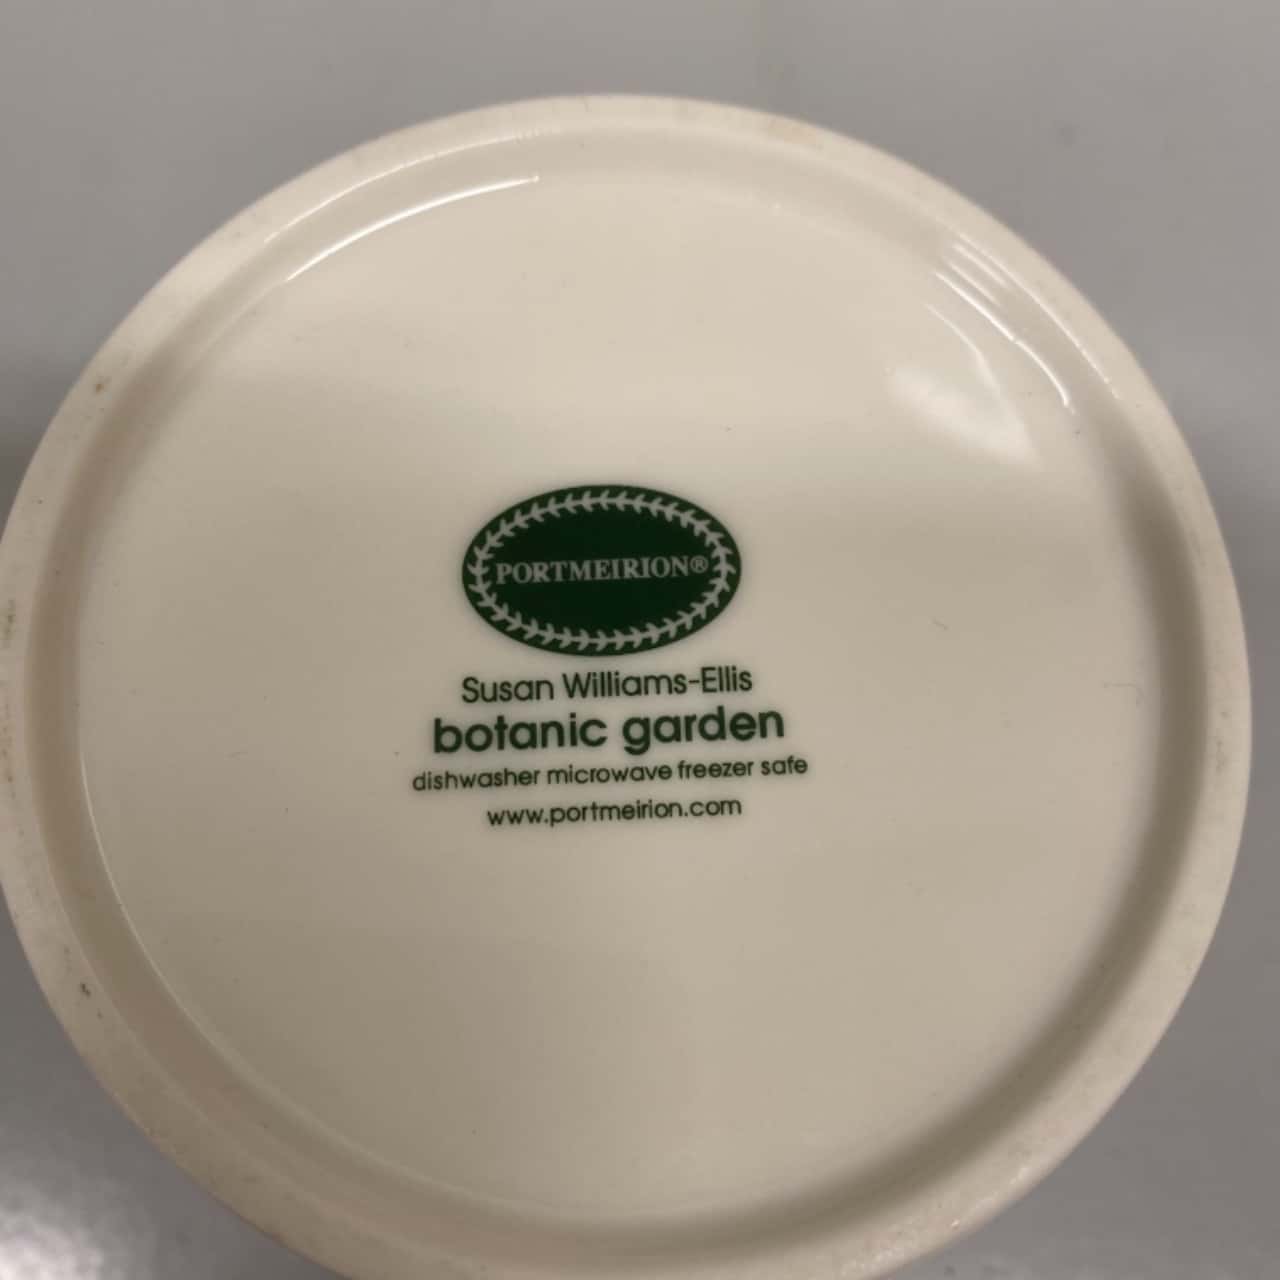 PORTMEIRION®
Susan Williams-Ellis
botanic garden
dishwasher microwave freezer safe
www.portmeirion.com